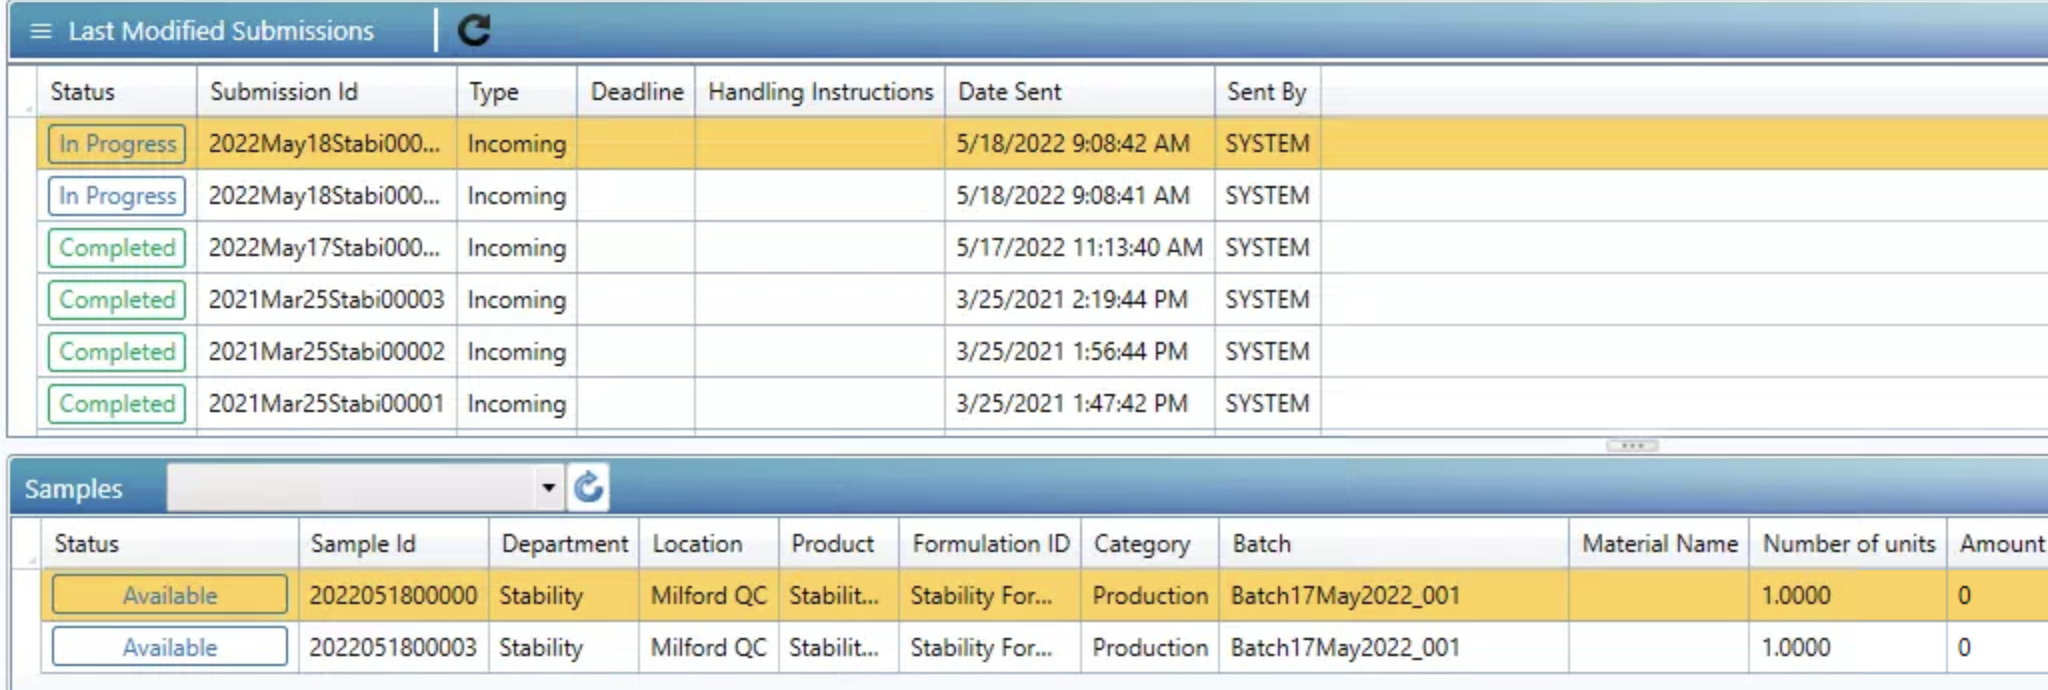 Last Modified Submissions
Status Submission Id Type Deadline Handling Instructions Date Sent Sent By
In Progress 2022May18Stabi000... Incoming 5/18/2022 9:08:42 AM SYSTEM
In Progress 2022May18Stabi000... Incoming 5/18/2022 9:08:41 AM SYSTEM
Completed 2022May17Stabi000... Incoming 5/17/2022 11:13:40 AM SYSTEM
Completed 2021Mar25Stabi00003 Incoming 3/25/2021 2:19:44 PM SYSTEM
Completed 2021Mar25Stabi00002 Incoming 3/25/2021 1:56:44 PM SYSTEM
Completed 2021Mar25Stabi00001 Incoming 3/25/2021 1:47:42 PM SYSTEM
Samples
Status Sample Id Department Location Product Formulation ID Category Batch Material Name Number of units Amount
Available 2022051800000 Stability Milford QC Stabilit... Stability For... Production Batch17May2022_001 1.0000 0
Available 2022051800003 Stability Milford QC Stabilit... Stability For... Production Batch17May2022_001 1.0000 0